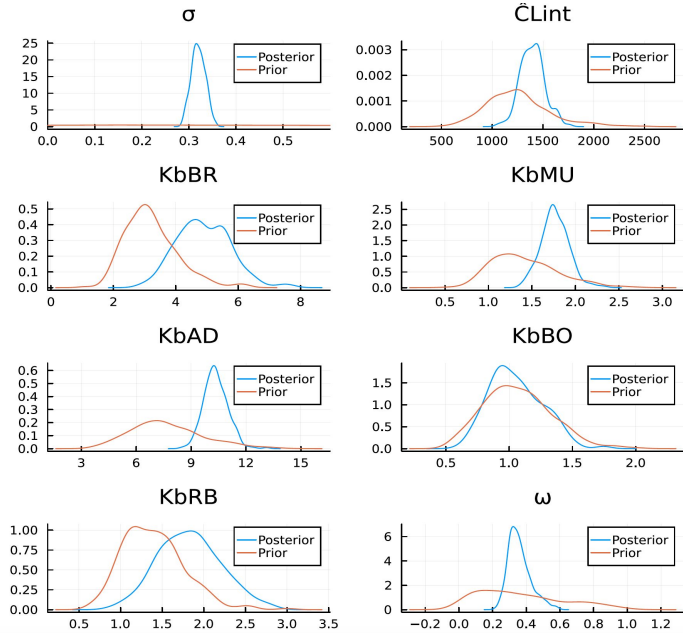 σ
25
20
15
10
5
0
0.0 0.1 0.2 0.3 0.4 0.5
Posterior
Prior
ĈLint
0.003
0.002
0.001
0.000
500 1000 1500 2000 2500
Posterior
Prior
KbBR
0.5
0.4
0.3
0.2
0.1
0.0
0 2 4 6 8
Posterior
Prior
KbMU
2.5
2.0
1.5
1.0
0.5
0.0
0.5 1.0 1.5 2.0 2.5 3.0
Posterior
Prior
KbAD
0.6
0.5
0.4
0.3
0.2
0.1
0.0
3 6 9 12 15
Posterior
Prior
KbBO
1.5
1.0
0.5
0.0
0.5 1.0 1.5 2.0
Posterior
Prior
KbRB
1.00
0.75
0.50
0.25
0.00
0.5 1.0 1.5 2.0 2.5 3.0 3.5
Posterior
Prior
ω
6
4
2
0
−0.2 0.0 0.2 0.4 0.6 0.8 1.0 1.2
Posterior
Prior